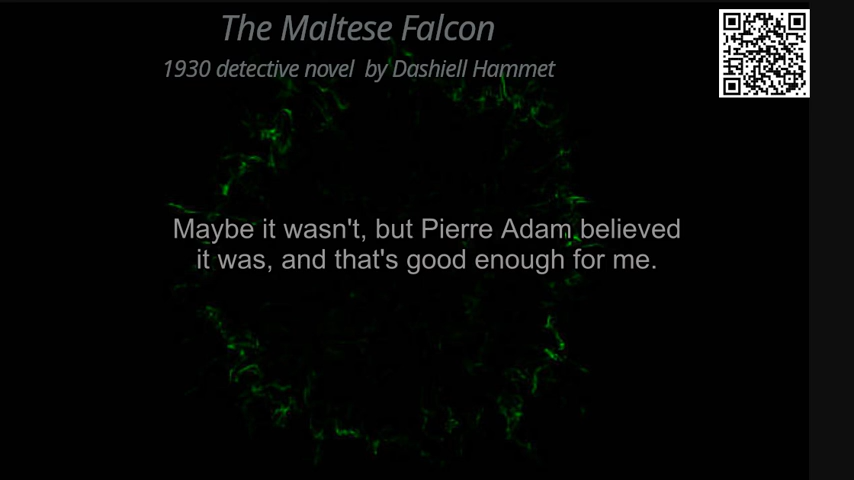 The Maltese Falcon
1930 detective novel by Dashiell Hammet
Maybe it wasn't, but Pierre Adam believed
it was, and that's good enough for me.